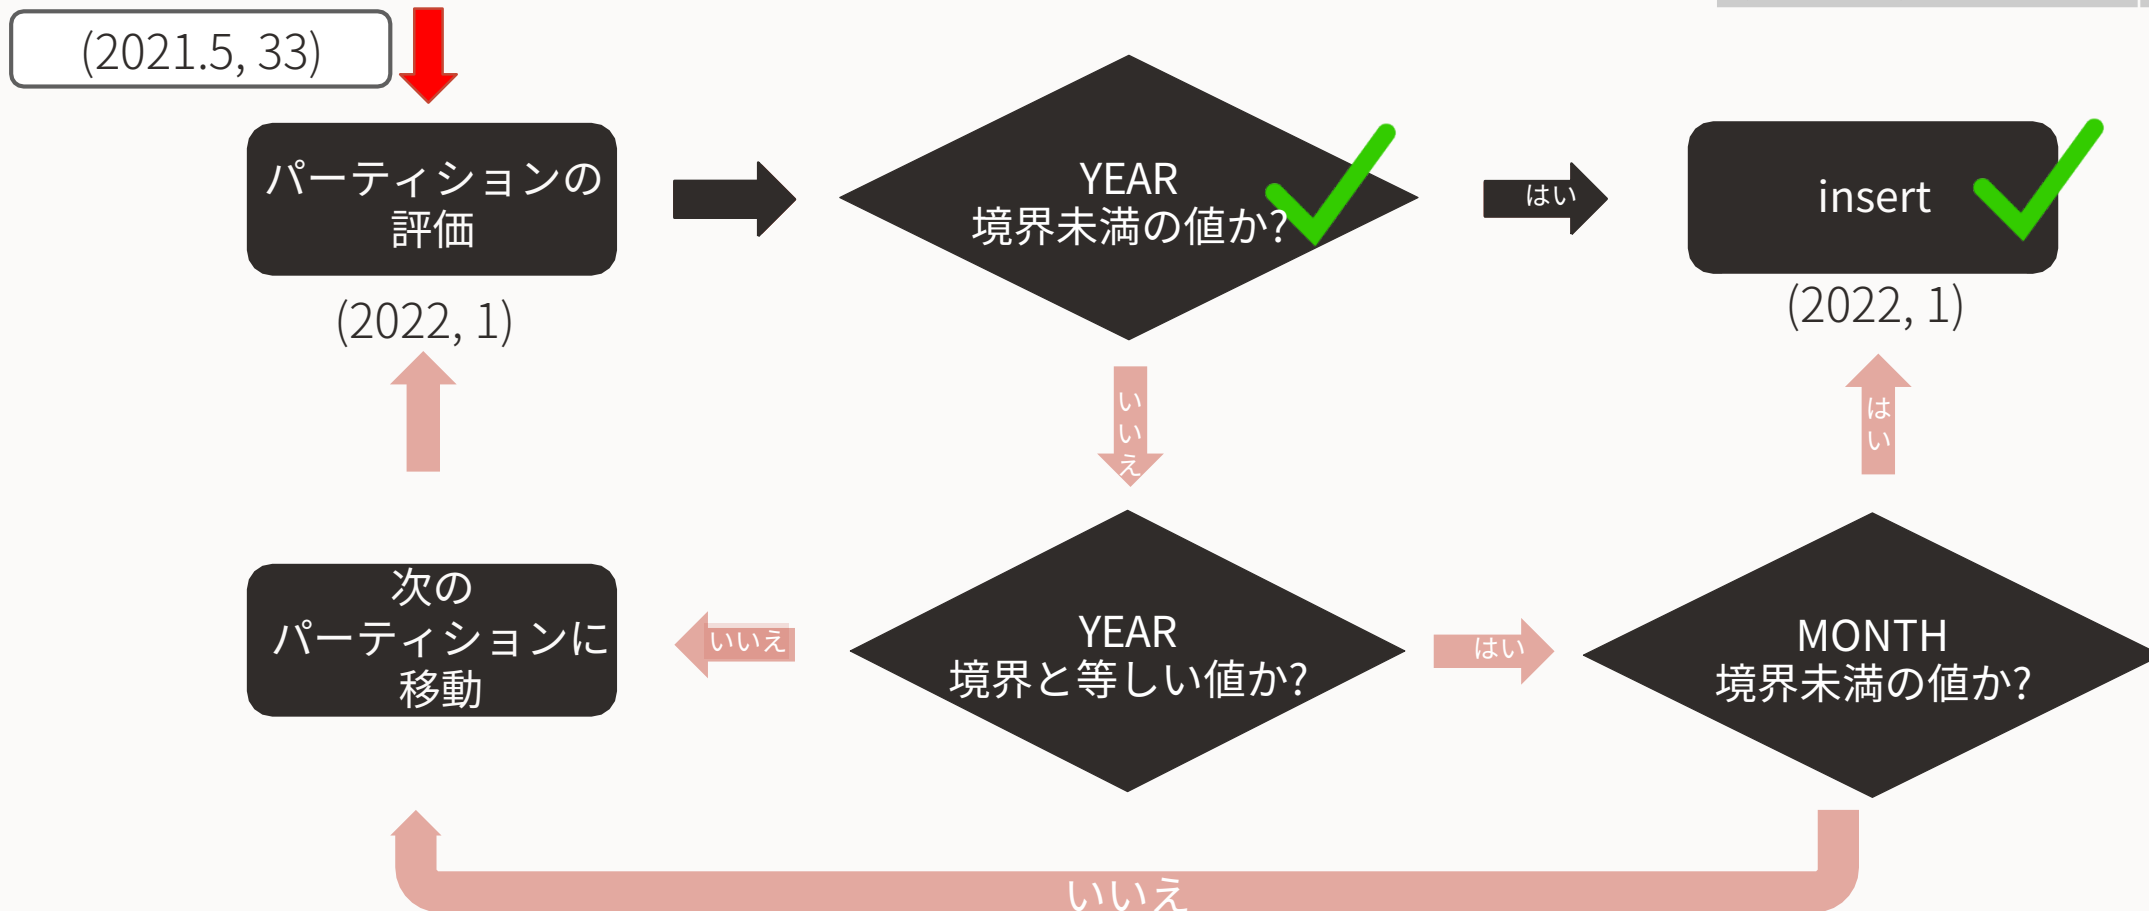 (2021.5, 33)
パーティションの
評価
(2022, 1)
YEAR
境界未満の値か?
はい
insert
(2022, 1)
いいえ
はい
次の
パーティションに
移動
いいえ
YEAR
境界と等しい値か?
はい
MONTH
境界未満の値か?
いいえ